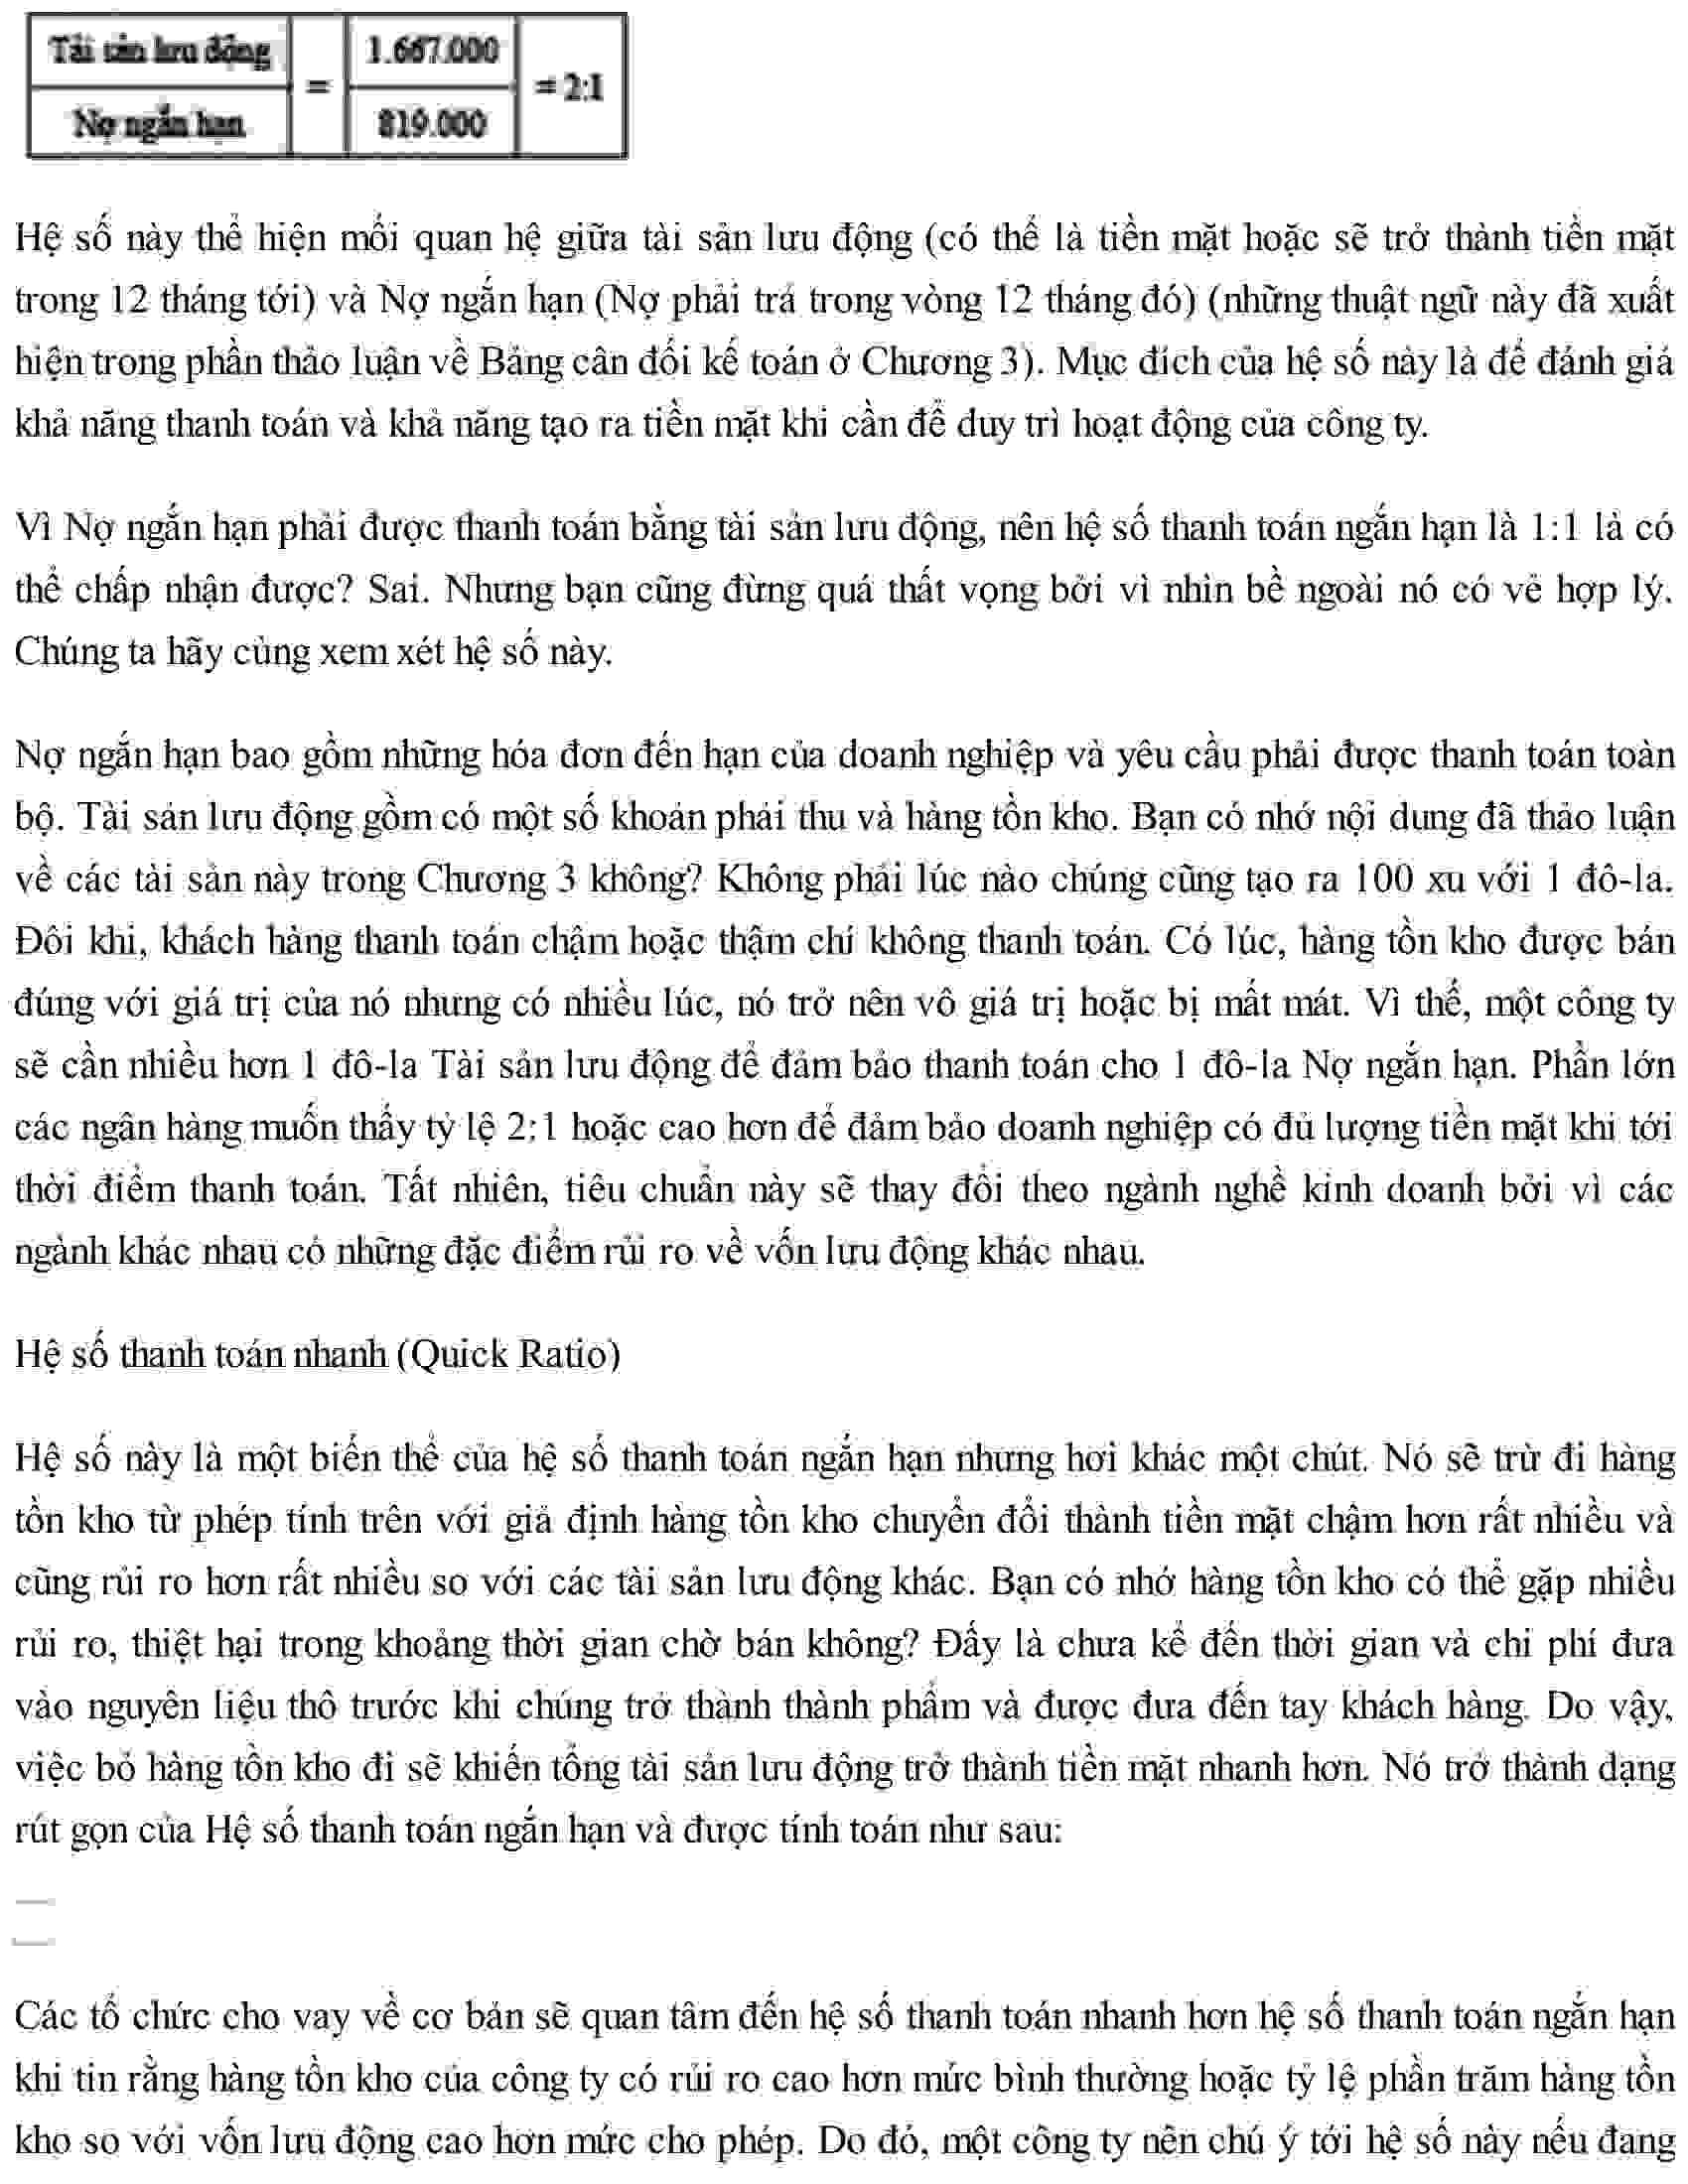 Tài sản lưu động
=
1.667.000
= 2:1
Nợ ngắn hạn
819.000
Hệ số này thể hiện mối quan hệ giữa tài sản lưu động (có thể là tiền mặt hoặc sẽ trở thành tiền mặt
trong 12 tháng tới) và Nợ ngắn hạn (Nợ phải trả trong vòng 12 tháng đó) (những thuật ngữ này đã xuất
hiện trong phần thảo luận về Bảng cân đối kế toán ở Chương 3). Mục đích của hệ số này là để đánh giá
khả năng thanh toán và khả năng tạo ra tiền mặt khi cần để duy trì hoạt động của công ty.
Vì Nợ ngắn hạn phải được thanh toán bằng tài sản lưu động, nên hệ số thanh toán ngắn hạn là 1:1 là có
thể chấp nhận được? Sai. Nhưng bạn cũng đừng quá thất vọng bởi vì nhìn bề ngoài nó có vẻ hợp lý.
Chúng ta hãy cùng xem xét hệ số này.
Nợ ngắn hạn bao gồm những hóa đơn đến hạn của doanh nghiệp và yêu cầu phải được thanh toán toàn
bộ. Tài sản lưu động gồm có một số khoản phải thu và hàng tồn kho. Bạn có nhớ nội dung đã thảo luận
về các tài sản này trong Chương 3 không? Không phải lúc nào chúng cũng tạo ra 100 xu với 1 đô-la.
Đôi khi, khách hàng thanh toán chậm hoặc thậm chí không thanh toán. Có lúc, hàng tồn kho được bán
đúng với giá trị của nó nhưng có nhiều lúc, nó trở nên vô giá trị hoặc bị mất mát. Vì thế, một công ty
sẽ cần nhiều hơn 1 đô-la Tài sản lưu động để đảm bảo thanh toán cho 1 đô-la Nợ ngắn hạn. Phần lớn
các ngân hàng muốn thấy tỷ lệ 2:1 hoặc cao hơn để đảm bảo doanh nghiệp có đủ lượng tiền mặt khi tới
thời điểm thanh toán. Tất nhiên, tiêu chuẩn này sẽ thay đổi theo ngành nghề kinh doanh bởi vì các
ngành khác nhau có những đặc điểm rủi ro về vốn lưu động khác nhau.
Hệ số thanh toán nhanh (Quick Ratio)
Hệ số này là một biến thể của hệ số thanh toán ngắn hạn nhưng hơi khác một chút. Nó sẽ trừ đi hàng
tồn kho từ phép tính trên với giả định hàng tồn kho chuyển đổi thành tiền mặt chậm hơn rất nhiều và
cũng rủi ro hơn rất nhiều so với các tài sản lưu động khác. Bạn có nhớ hàng tồn kho có thể gặp nhiều
rủi ro, thiệt hại trong khoảng thời gian chờ bán không? Đấy là chưa kể đến thời gian và chi phí đưa
vào nguyên liệu thô trước khi chúng trở thành thành phẩm và được đưa đến tay khách hàng. Do vậy,
việc bỏ hàng tồn kho đi sẽ khiến tổng tài sản lưu động trở thành tiền mặt nhanh hơn. Nó trở thành dạng
rút gọn của Hệ số thanh toán ngắn hạn và được tính toán như sau:
Các tổ chức cho vay về cơ bản sẽ quan tâm đến hệ số thanh toán nhanh hơn hệ số thanh toán ngắn hạn
khi tin rằng hàng tồn kho của công ty có rủi ro cao hơn mức bình thường hoặc tỷ lệ phần trăm hàng tồn
kho so với vốn lưu động cao hơn mức cho phép. Do đó, một công ty nên chú ý tới hệ số này nếu đang